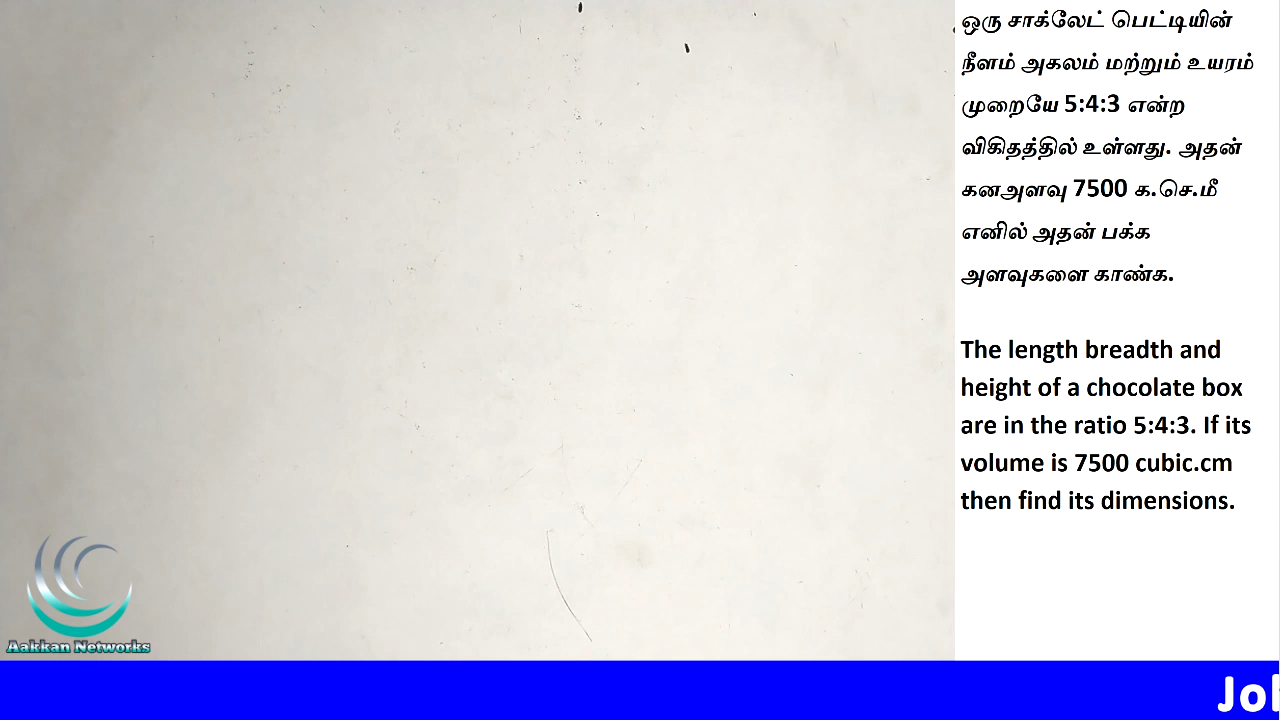 ஒரு சாக்லேட் பெட்டியின்
நீளம் அகலம் மற்றும் உயரம்
முறையே 5:4:3 என்ற
விகிதத்தில் உள்ளது. அதன்
கனஅளவு 7500 க.செ.மீ
எனில் அதன் பக்க
அளவுகளை காண்க.
The length breadth and
height of a chocolate box
are in the ratio 5:4:3. If its
volume is 7500 cubic.cm
then find its dimensions.
Aakkan Networks